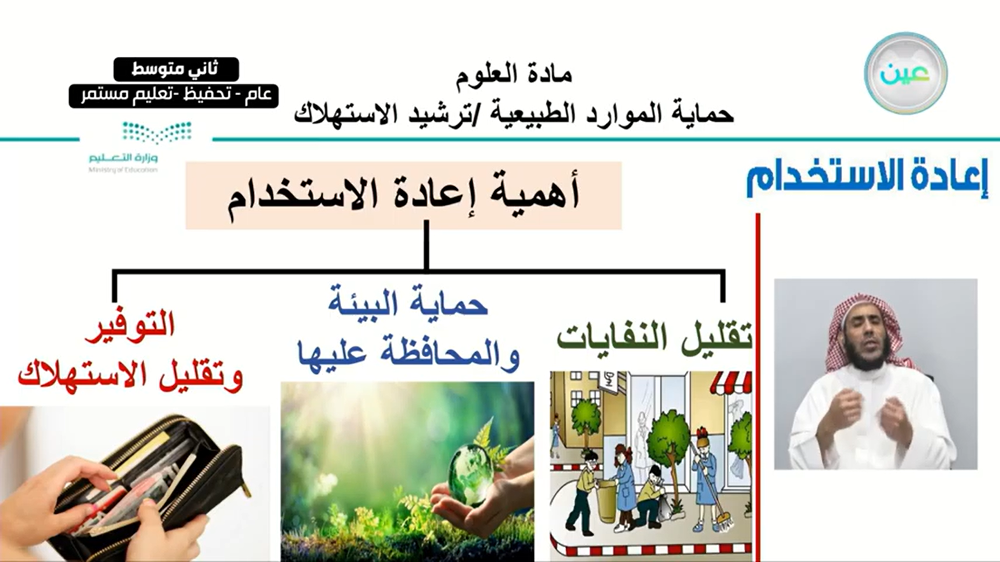 عين
مادة العلوم
حماية الموارد الطبيعية /ترشيد الاستهلاك
ثاني متوسط
عام - تحفيظ -تعليم مستمر
وزارة التعليم
Ministry of Education
إعادة الاستخدام
أهمية إعادة الاستخدام
تقليل النفايات
حماية البيئة
والمحافظة عليها
التوفير
وتقليل الاستهلاك